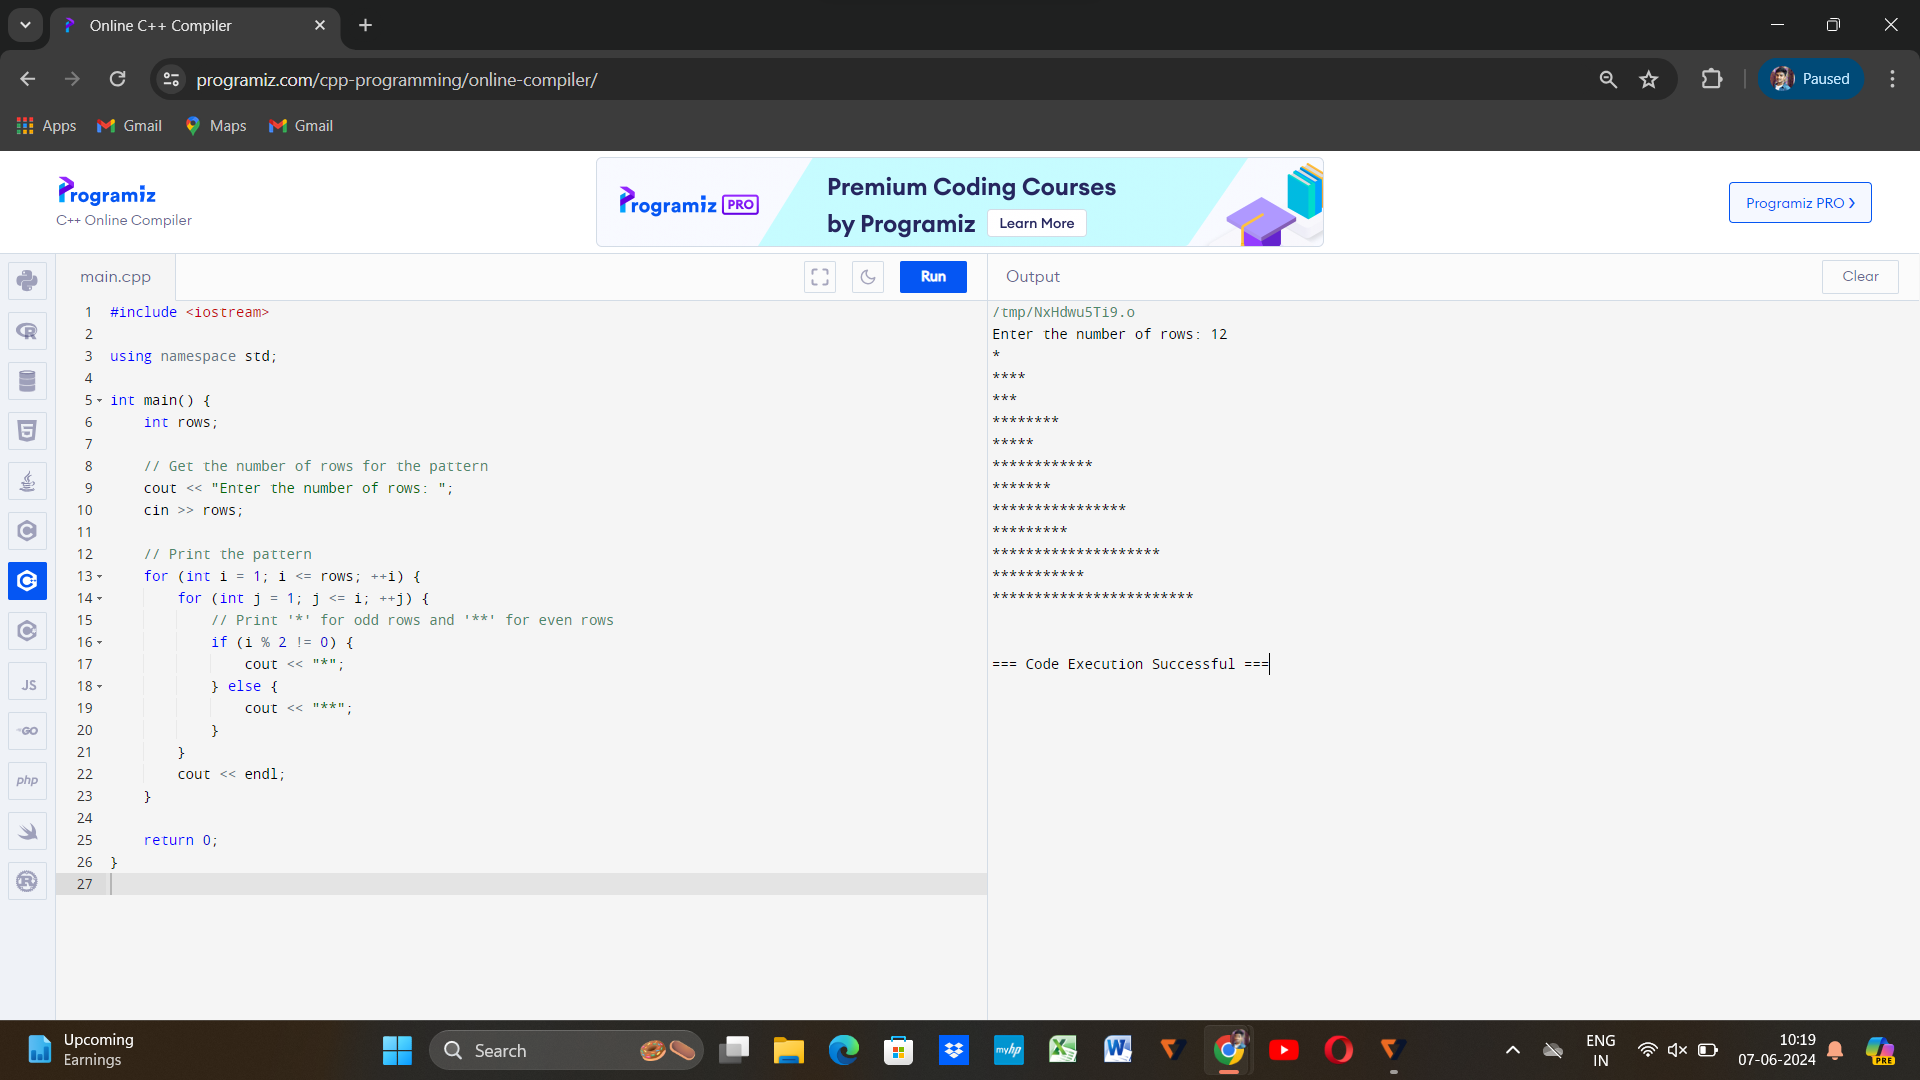 Online C++ Compiler
programiz.com/cpp-programming/online-compiler/
Paused
Apps
Gmail
Maps
Gmail
Programiz
C++ Online Compiler
Programiz PRO
Premium Coding Courses
by Programiz
Learn More
Programiz PRO
main.cpp
Run
Output
Clear
1 #include <iostream>
2
3 using namespace std;
4
5 int main() {
6     int rows;
7
8     // Get the number of rows for the pattern
9     cout << "Enter the number of rows: ";
10     cin >> rows;
11
12     // Print the pattern
13     for (int i = 1; i <= rows; ++i) {
14         for (int j = 1; j <= i; ++j) {
15             // Print '*' for odd rows and '**' for even rows
16             if (i % 2 != 0) {
17                 cout << "*";
18             } else {
19                 cout << "**";
20             }
21         }
22         cout << endl;
23     }
24
25     return 0;
26 }
27
/tmp/NxHdwu5Ti9.o
Enter the number of rows: 12
*
****
***
********
*****
************
*******
****************
*********
********************
***********
************************
=== Code Execution Successful ===
JS
GO
php
Upcoming
Earnings
Search
myhp
ENG
IN
10:19
07-06-2024
PRE